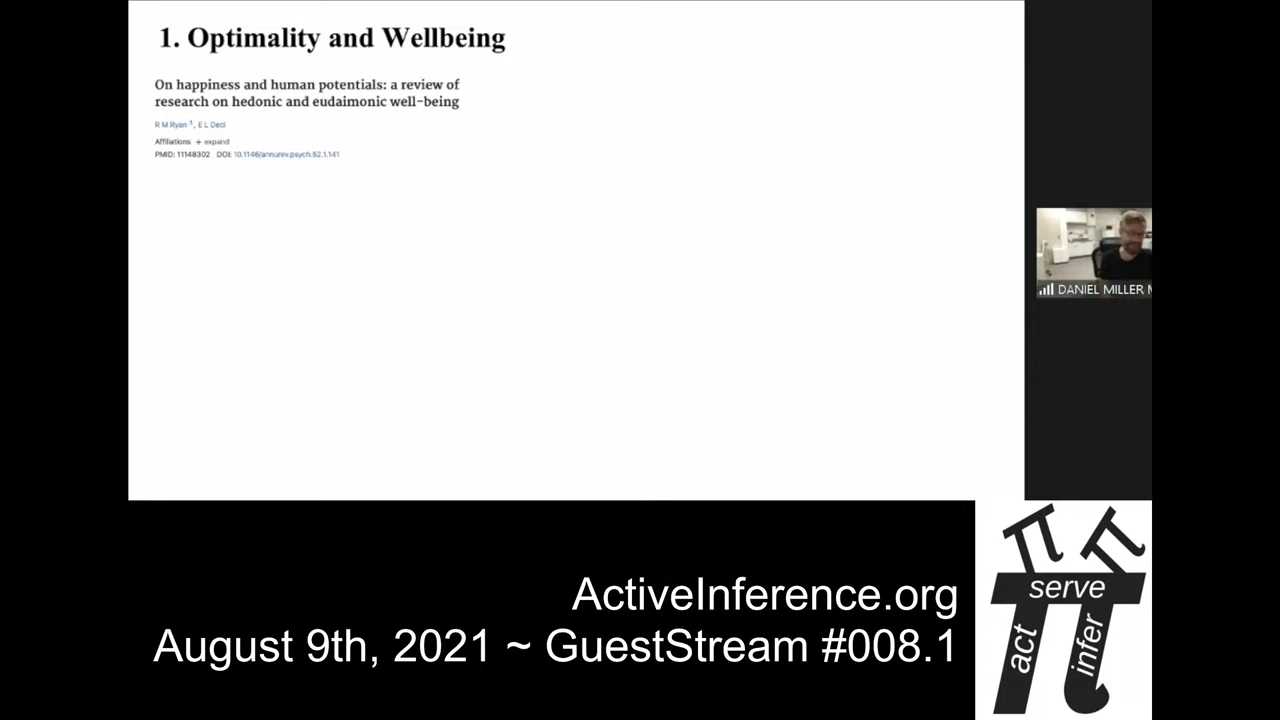 1. Optimality and Wellbeing
On happiness and human potentials: a review of
research on hedonic and eudaimonic well-being
R M Ryan 1, E L Deci
Affiliations + expand
PMID: 11148302 DOI: 10.1146/annurev.psych.52.1.141
DANIEL MILLER
ActiveInference.org
August 9th, 2021 ~ GuestStream #008.1
serve
act
infer